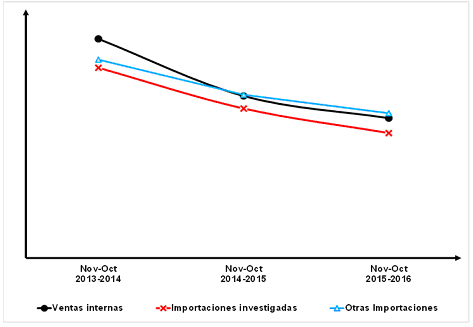 Nov-Oct
2013-2014
Nov-Oct
2014-2015
Nov-Oct
2015-2016
Ventas internas
Importaciones investigadas
Otras Importaciones